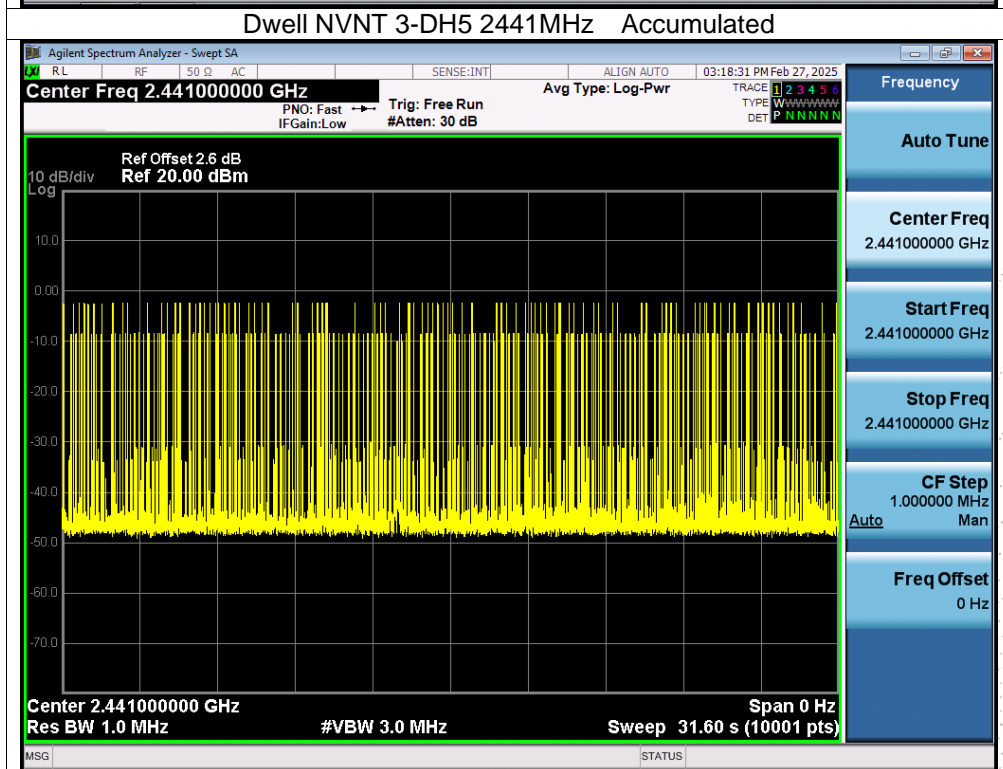 Dwell NVNT 3-DH5 2441MHz Accumulated
Agilent Spectrum Analyzer - Swept SA
LXI RL RF 50 Ω AC SENSE:INT ALIGN AUTO 03:18:31 PM Feb 27, 2025
Center Freq 2.441000000 GHz
PNO: Fast
IFGain:Low
Trig: Free Run
#Atten: 30 dB
Avg Type: Log-Pwr
TRACE 1 2 3 4 5 6
TYPE WWWWWWW
DET P N N N N N
Ref Offset 2.6 dB
10 dB/div Ref 20.00 dBm
Log
10.0
0.00
-10.0
-20.0
-30.0
-40.0
-50.0
-60.0
-70.0
Center 2.441000000 GHz Span 0 Hz
Res BW 1.0 MHz #VBW 3.0 MHz Sweep 31.60 s (10001 pts)
MSG STATUS
Frequency
Auto Tune
Center Freq
2.441000000 GHz
Start Freq
2.441000000 GHz
Stop Freq
2.441000000 GHz
CF Step
1.000000 MHz
Auto Man
Freq Offset
0 Hz